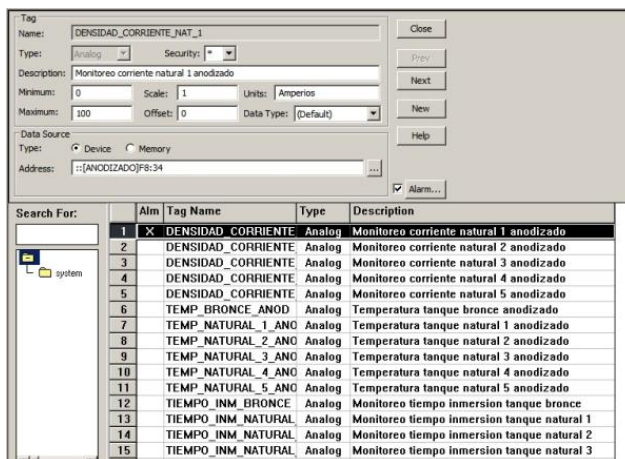 Tag
Name: DENSIDAD_CORRIENTE_NAT_1
Type: Analog Security: *
Description: Monitoreo corriente natural 1 anodizado
Minimum: 0 Scale: 1 Units: Amperios
Maximum: 100 Offset: 0 Data Type: (Default)
Data Source
Type: Device Memory
Address: ::[ANODIZADO]F8:34 ...
Close
Prev
Next
New
Help
Alarm...
Search For:
system
Alm Tag Name Type Description
1 X DENSIDAD_CORRIENTE Analog Monitoreo corriente natural 1 anodizado
2 DENSIDAD_CORRIENTE Analog Monitoreo corriente natural 2 anodizado
3 DENSIDAD_CORRIENTE Analog Monitoreo corriente natural 3 anodizado
4 DENSIDAD_CORRIENTE Analog Monitoreo corriente natural 4 anodizado
5 DENSIDAD_CORRIENTE Analog Monitoreo corriente natural 5 anodizado
6 TEMP_BRONCE_ANOD Analog Temperatura tanque bronce anodizado
7 TEMP_NATURAL_1_ANO Analog Temperatura tanque natural 1 anodizado
8 TEMP_NATURAL_2_ANO Analog Temperatura tanque natural 2 anodizado
9 TEMP_NATURAL_3_ANO Analog Temperatura tanque natural 3 anodizado
10 TEMP_NATURAL_4_ANO Analog Temperatura tanque natural 4 anodizado
11 TEMP_NATURAL_5_ANO Analog Temperatura tanque natural 5 anodizado
12 TIEMPO_INM_BRONCE Analog Monitoreo tiempo inmersion tanque bronce
13 TIEMPO_INM_NATURAL Analog Monitoreo tiempo inmersion tanque natural 1
14 TIEMPO_INM_NATURAL Analog Monitoreo tiempo inmersion tanque natural 2
15 TIEMPO_INM_NATURAL Analog Monitoreo tiempo inmersion tanque natural 3